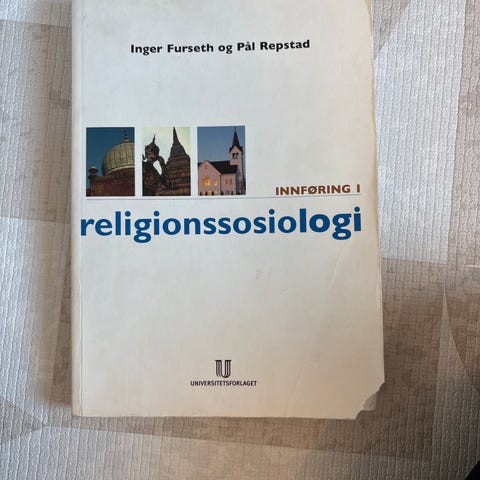 Inger Furseth og Pål Repstad
INNFØRING I
religionssosiologi
UNIVERSITETSFORLAGET